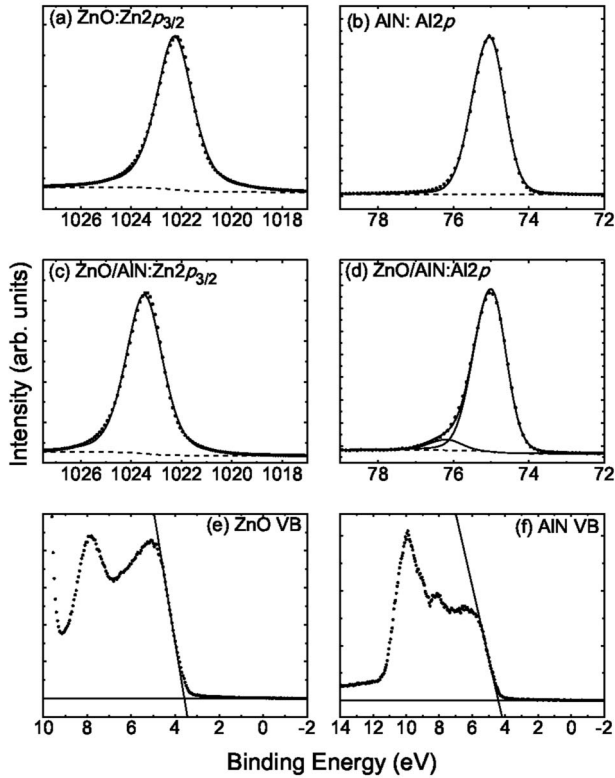 (a) ZnO:Zn2p3/2
(b) AlN: Al2p
1026 1024 1022 1020 1018
78 76 74 72
(c) ZnO/AlN:Zn2p3/2
(d) ZnO/AlN:Al2p
1026 1024 1022 1020 1018
78 76 74 72
Intensity (arb. units)
(e) ZnO VB
(f) AlN VB
10 8 6 4 2 0 -2
14 12 10 8 6 4 2 0 -2
Binding Energy (eV)